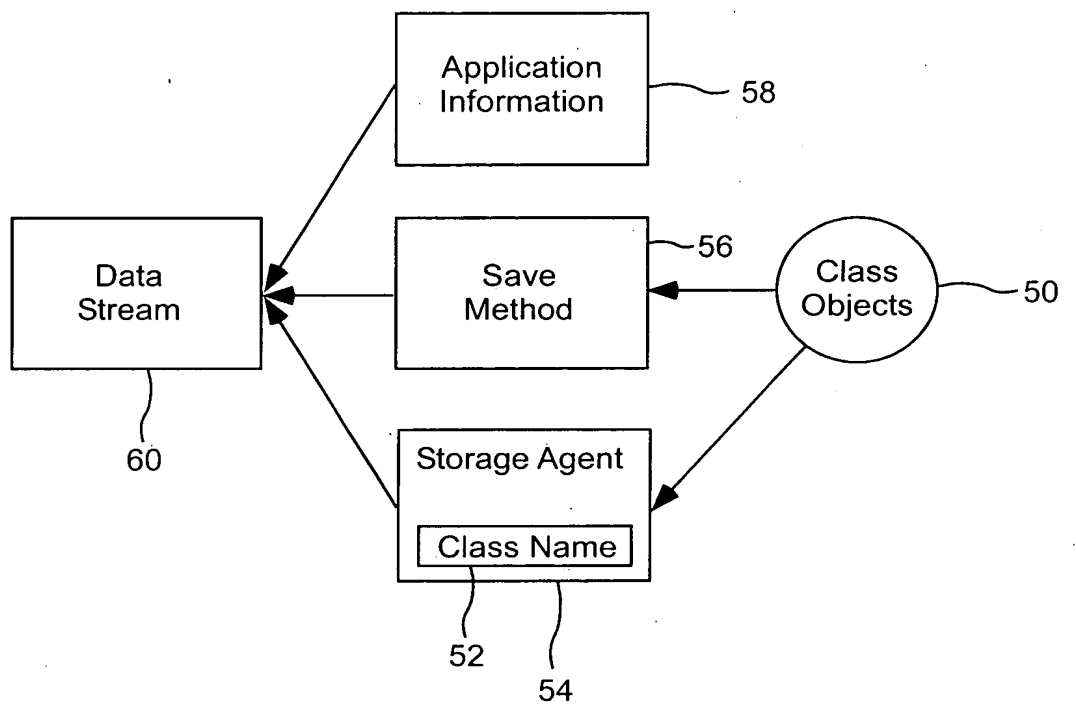 Application
Information
58
Data
Stream
60
Save
Method
56
Class
Objects
50
Storage Agent
Class Name
52
54